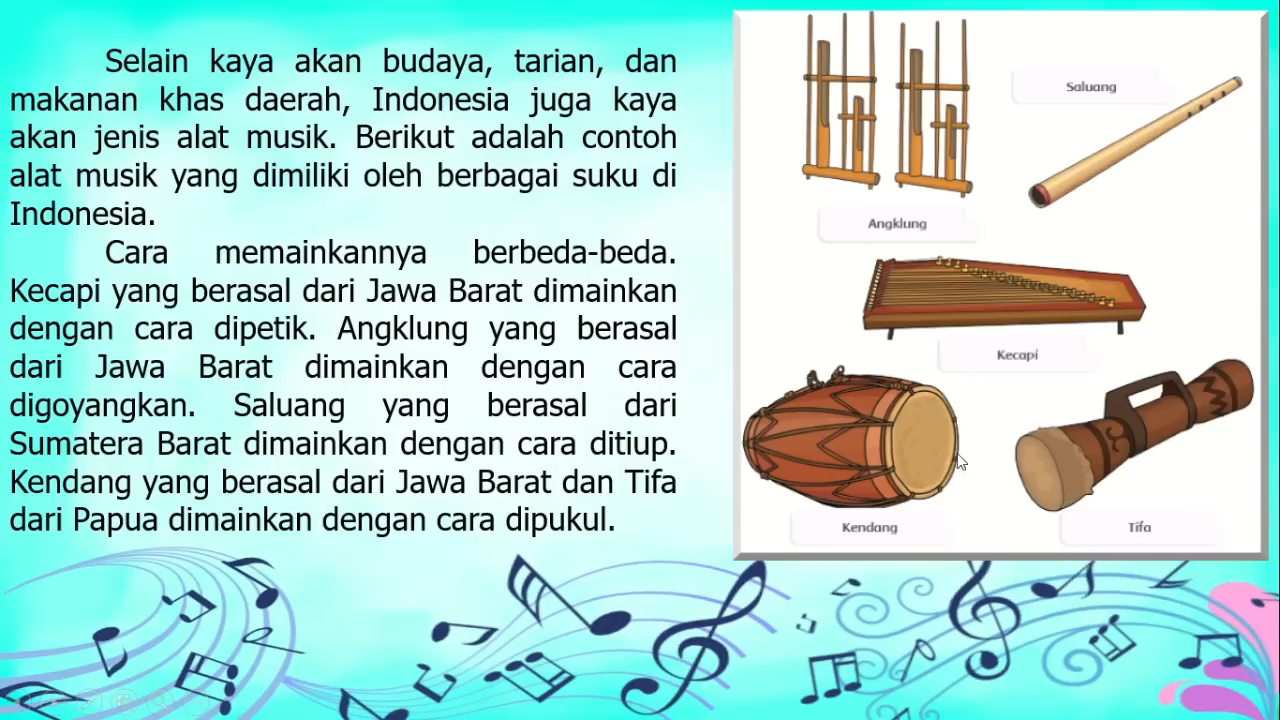 Selain kaya akan budaya, tarian, dan
makanan khas daerah, Indonesia juga kaya
akan jenis alat musik. Berikut adalah contoh
alat musik yang dimiliki oleh berbagai suku di
Indonesia.
Cara memainkannya berbeda-beda.
Kecapi yang berasal dari Jawa Barat dimainkan
dengan cara dipetik. Angklung yang berasal
dari Jawa Barat dimainkan dengan cara
digoyangkan. Saluang yang berasal dari
Sumatera Barat dimainkan dengan cara ditiup.
Kendang yang berasal dari Jawa Barat dan Tifa
dari Papua dimainkan dengan cara dipukul.
Saluang
Angklung
Kecapi
Kendang
Tifa